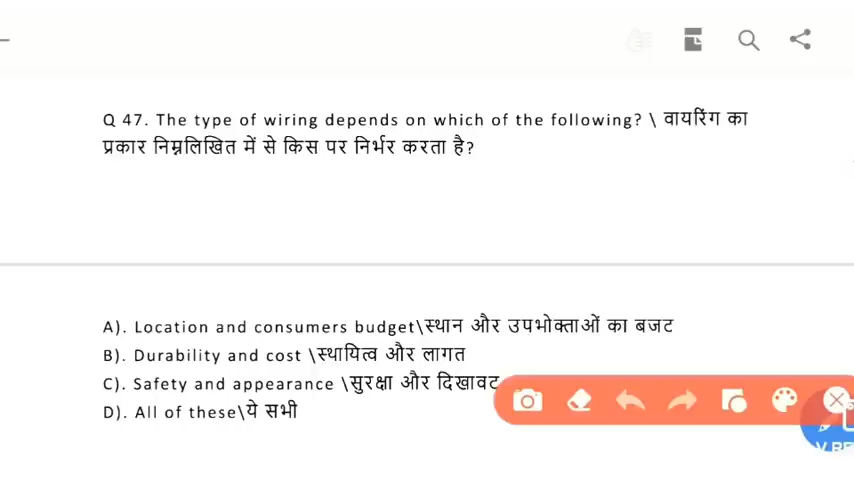 Q 47. The type of wiring depends on which of the following? \ वायरिंग का
प्रकार निम्नलिखित में से किस पर निर्भर करता है?
A). Location and consumers budget\स्थान और उपभोक्ताओं का बजट
B). Durability and cost \स्थायित्व और लागत
C). Safety and appearance \सुरक्षा और दिखावट
D). All of these\ये सभी